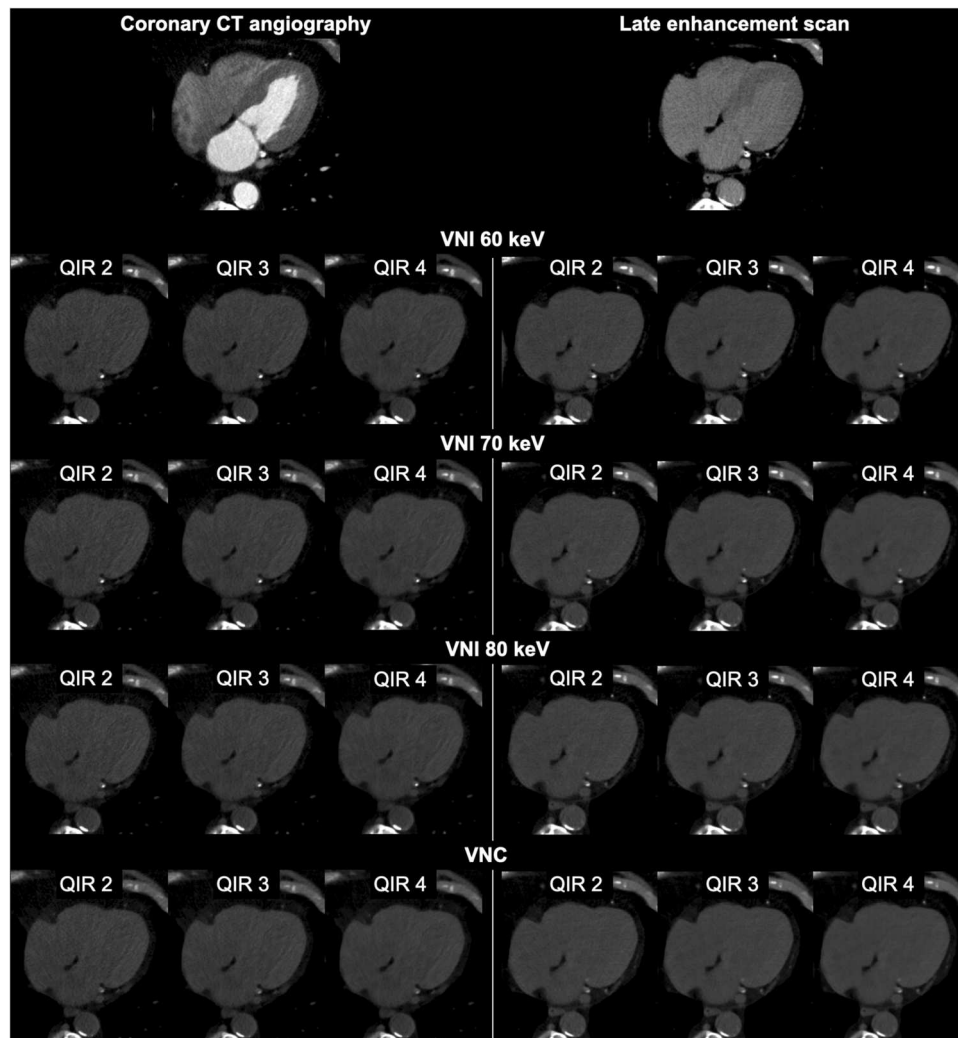 Coronary CT angiography Late enhancement scan
VNI 60 keV
QIR 2 QIR 3 QIR 4 QIR 2 QIR 3 QIR 4
VNI 70 keV
QIR 2 QIR 3 QIR 4 QIR 2 QIR 3 QIR 4
VNI 80 keV
QIR 2 QIR 3 QIR 4 QIR 2 QIR 3 QIR 4
VNC
QIR 2 QIR 3 QIR 4 QIR 2 QIR 3 QIR 4